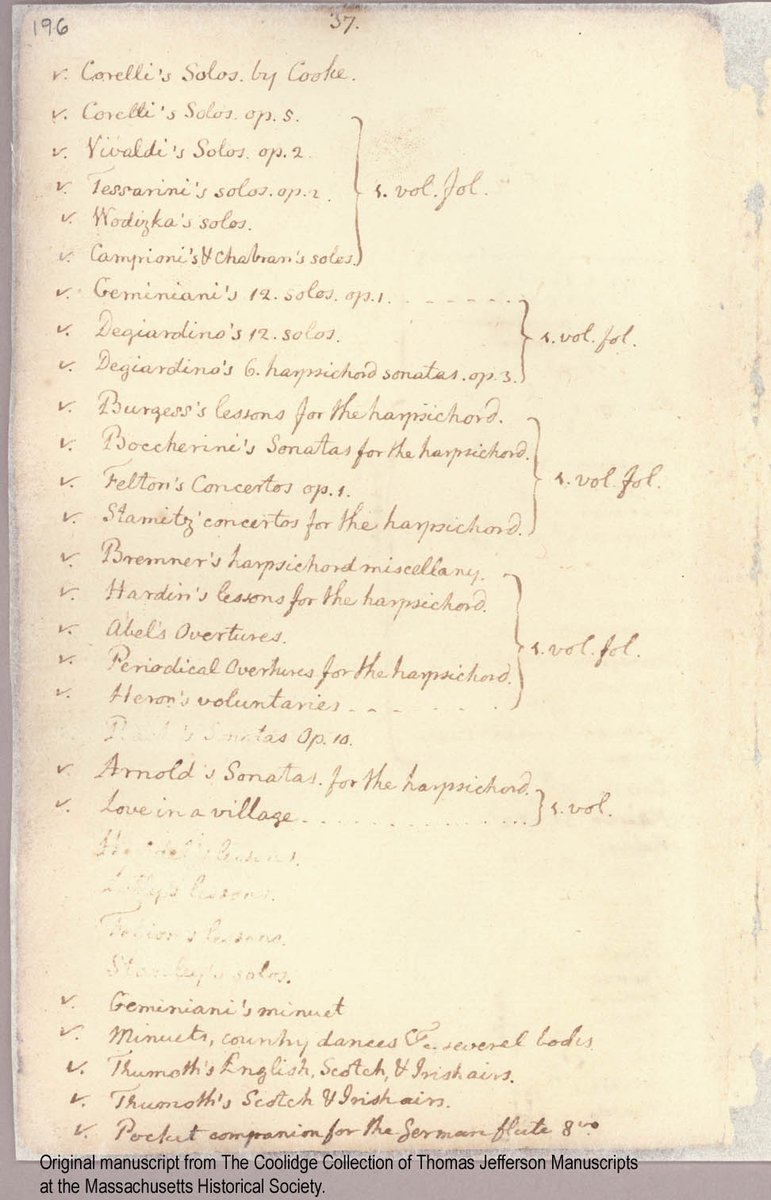 196
37.
v. Corelli's Solos. by Cooke.
v. Corelli's Solos. op. 5.
v. Vivaldi's Solos. op. 2
v. Tessarini's solos. op. 2. } 1. vol. fol.
v. Wodizka's solos.
v. Campioni's & Chabran's solos.
v. Geminiani's 12. solos. op. 1.
v. Degiardino's 12. solos. } 1. vol. fol.
v. Degiardino's 6. harpsichord sonatas. op. 3.
v. Burgess's lessons for the harpsichord.
v. Boccherini's Sonatas for the harpsichord.
v. Felton's Concertos op. 1. } 1. vol. fol.
v. Stamitz' concertos for the harpsichord.
v. Bremner's harpsichord miscellany.
v. Hardin's lessons for the harpsichord.
v. Abel's Overtures. } 1. vol. fol.
v. Periodical Overtures for the harpsichord.
v. Heron's voluntaries
Bach's Sonatas Op. 10.
v. Arnold's Sonatas. for the harpsichord.
v. Love in a village } 1. vol.
Handel's lessons.
lessons.
Felton's lessons.
Stanley's solos.
v. Geminiani's minuet
v. Minuets, country dances &c. several books
v. Thumoth's English, Scotch, & Irish airs.
v. Thumoth's Scotch & Irish airs.
v. Pocket companion for the German flute 8vo
Original manuscript from The Coolidge Collection of Thomas Jefferson Manuscripts
at the Massachusetts Historical Society.